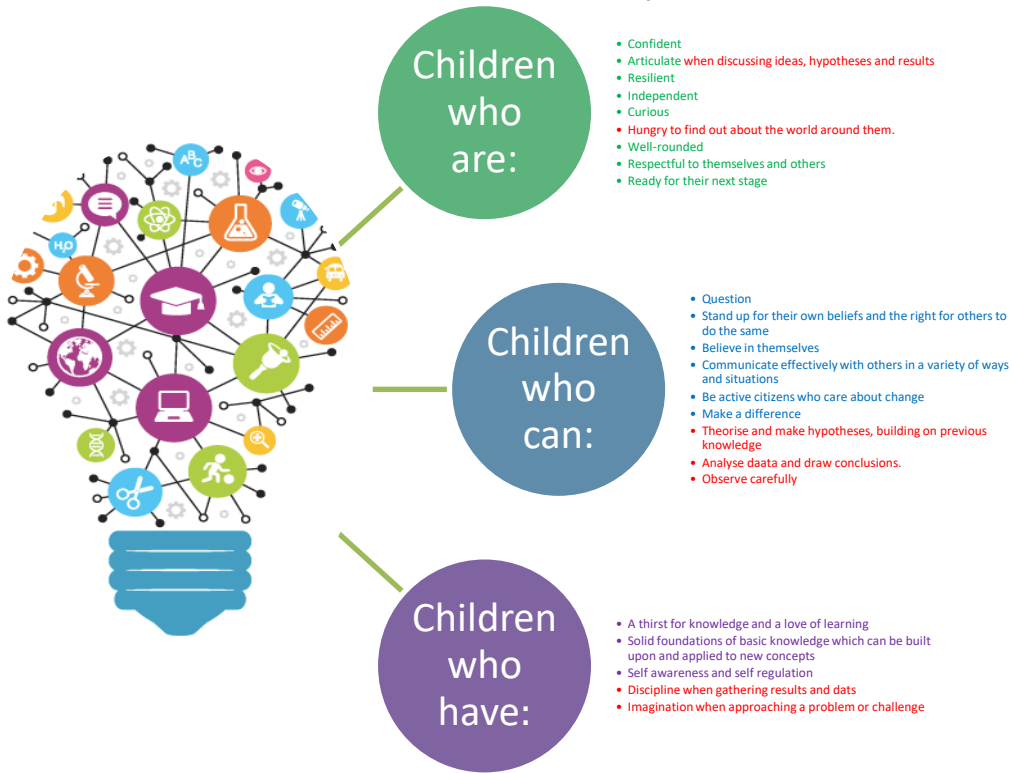 ABC
H₂O
Children
who
are:
• Confident
• Articulate when discussing ideas, hypotheses and results
• Resilient
• Independent
• Curious
• Hungry to find out about the world around them.
• Well-rounded
• Respectful to themselves and others
• Ready for their next stage
Children
who
can:
• Question
• Stand up for their own beliefs and the right for others to
do the same
• Believe in themselves
• Communicate effectively with others in a variety of ways
and situations
• Be active citizens who care about change
• Make a difference
• Theorise and make hypotheses, building on previous
knowledge
• Analyse daata and draw conclusions.
• Observe carefully
Children
who
have:
• A thirst for knowledge and a love of learning
• Solid foundations of basic knowledge which can be built
upon and applied to new concepts
• Self awareness and self regulation
• Discipline when gathering results and dats
• Imagination when approaching a problem or challenge